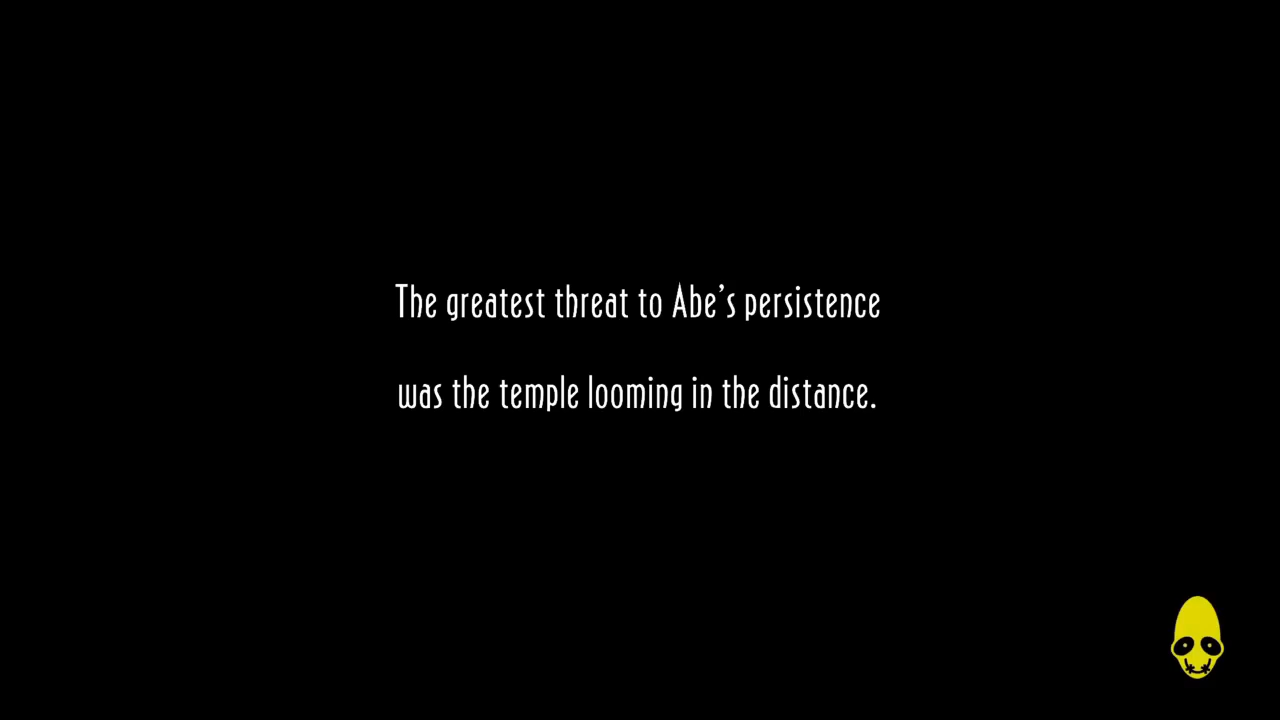 The greatest threat to Abe’s persistence
was the temple looming in the distance.